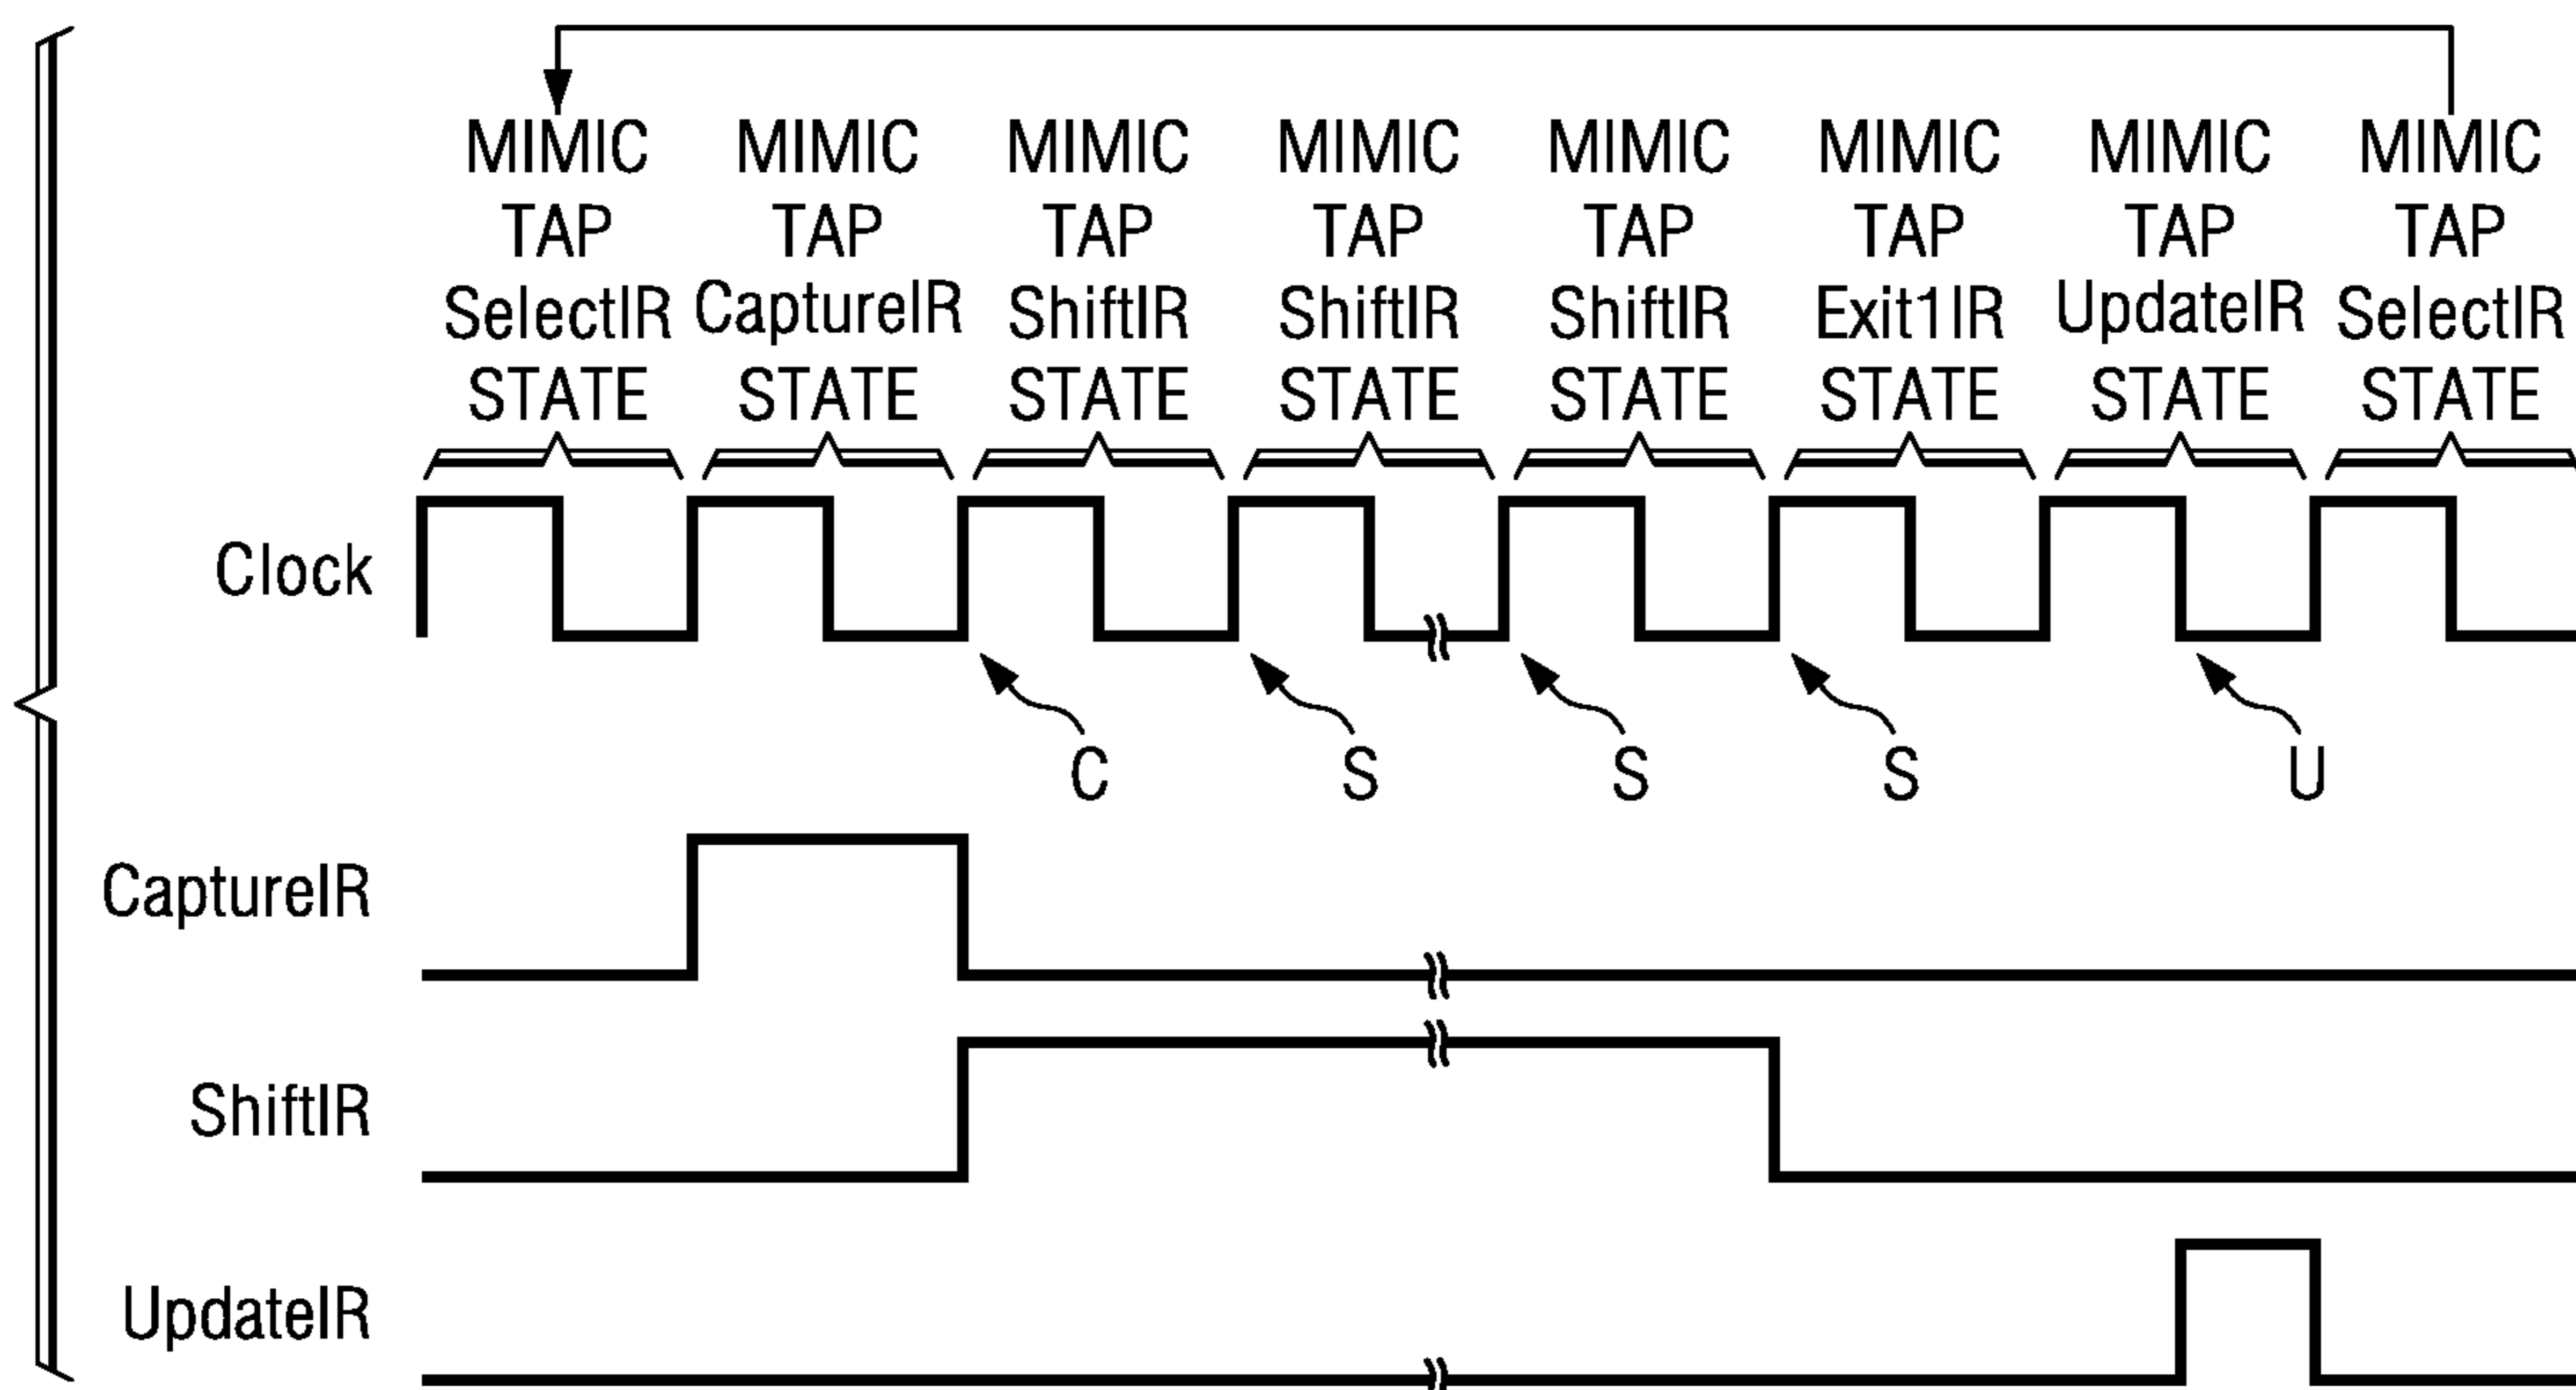 MIMIC TAP SelectIR STATE
MIMIC TAP CaptureIR STATE
MIMIC TAP ShiftIR STATE
MIMIC TAP ShiftIR STATE
MIMIC TAP ShiftIR STATE
MIMIC TAP Exit1IR STATE
MIMIC TAP UpdateIR STATE
MIMIC TAP SelectIR STATE
Clock
C
S
S
S
U
CaptureIR
ShiftIR
UpdateIR